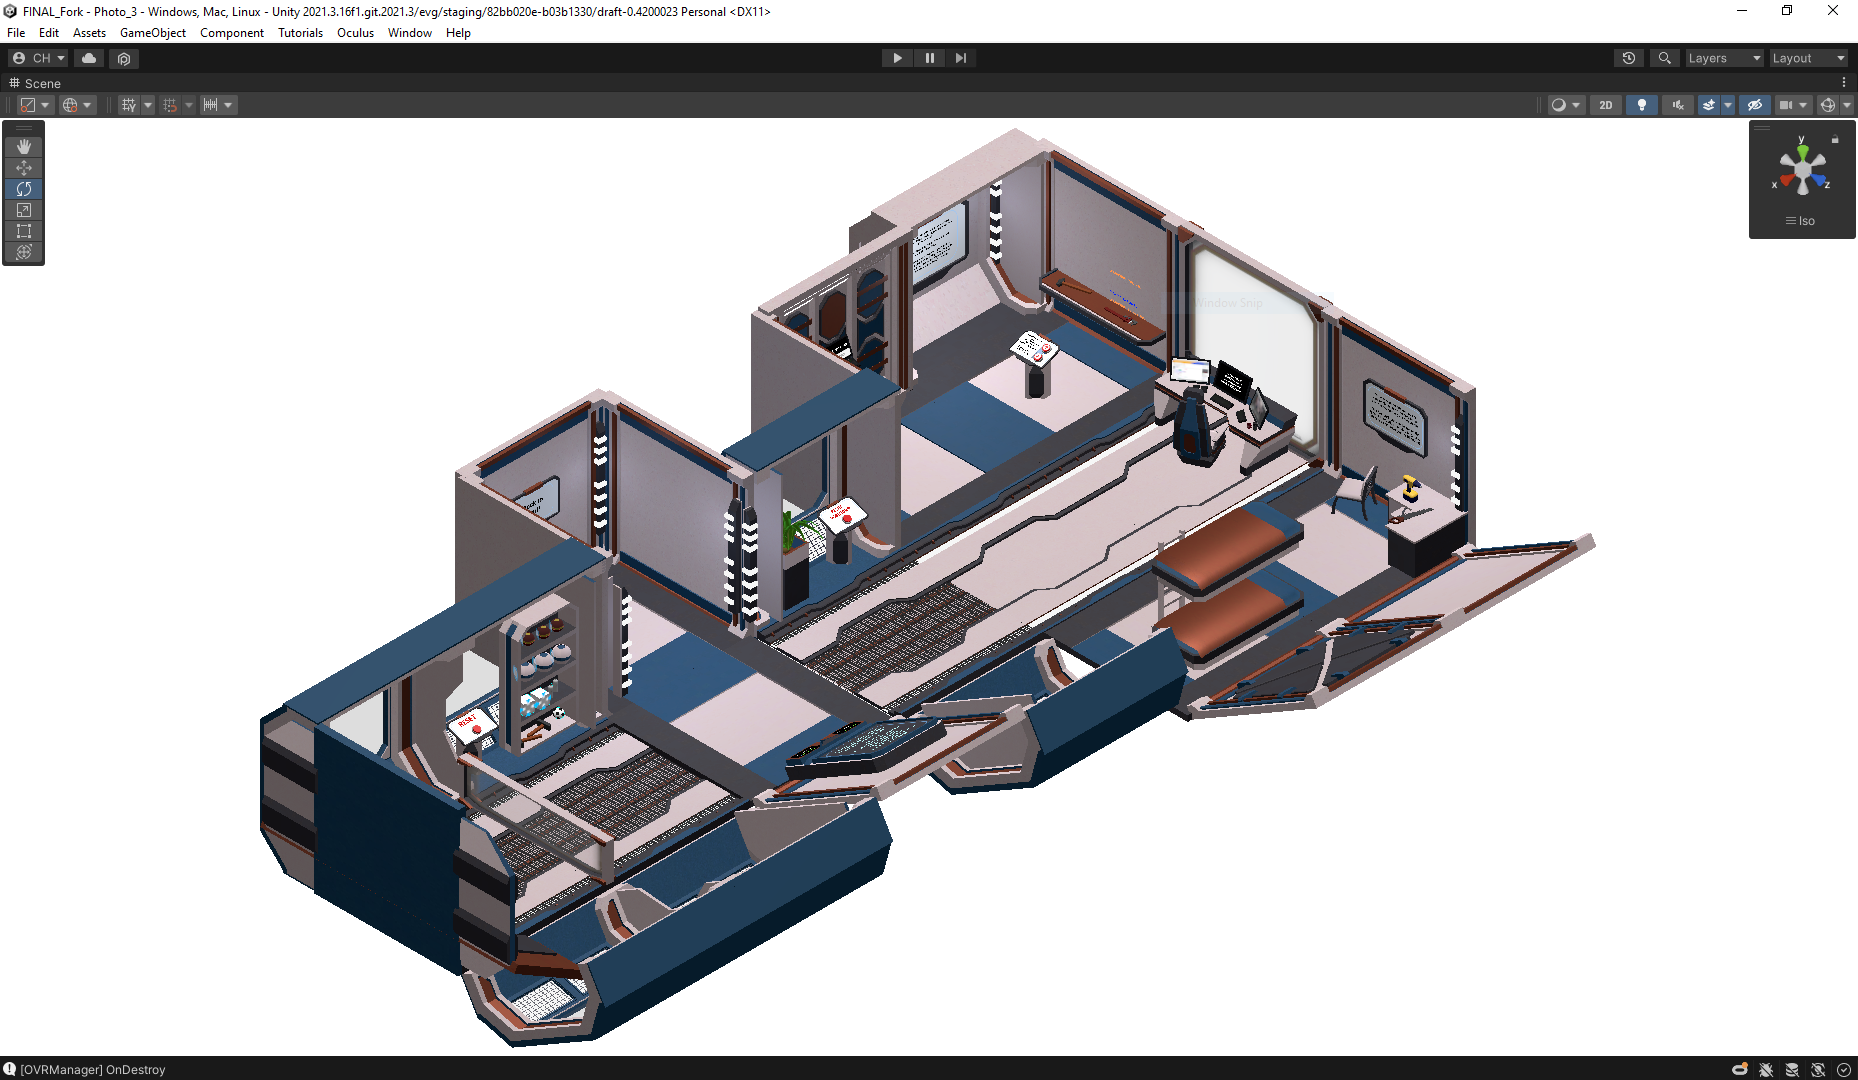 FINAL_Fork - Photo_3 - Windows, Mac, Linux - Unity 2021.3.16f1.git.2021.3/evg/staging/82bb020e-b03b1330/draft-0.4200023 Personal <DX11>
File Edit Assets GameObject Component Tutorials Oculus Window Help
CH
Layers
Layout
Scene
2D
y
x
z
Iso
Window Snip
RESET
[OVRManager] OnDestroy